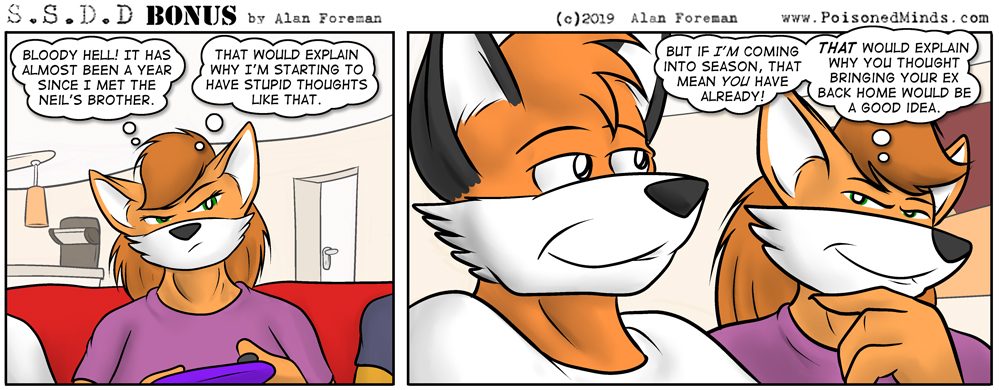 S.S.D.D BONUS by Alan Foreman (c)2019 Alan Foreman www.PoisonedMinds.com
BLOODY HELL! IT HAS
ALMOST BEEN A YEAR
SINCE I MET THE
NEIL'S BROTHER.
THAT WOULD EXPLAIN
WHY I'M STARTING TO
HAVE STUPID THOUGHTS
LIKE THAT.
BUT IF I'M COMING
INTO SEASON, THAT
MEAN YOU HAVE
ALREADY!
THAT WOULD EXPLAIN
WHY YOU THOUGHT
BRINGING YOUR EX
BACK HOME WOULD BE
A GOOD IDEA.